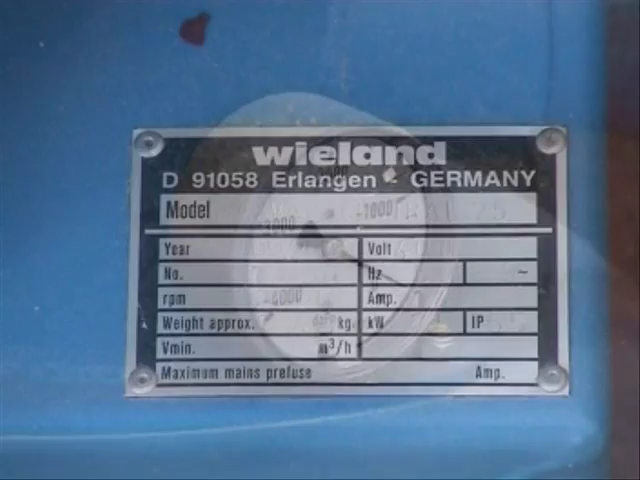 wieland
D 91058 Erlangen - GERMANY
Model
Year Volt
No. Hz ~
rpm Amp.
Weight approx. kg. kW IP
Vmin. m³/h
Maximum mains prefuse Amp.